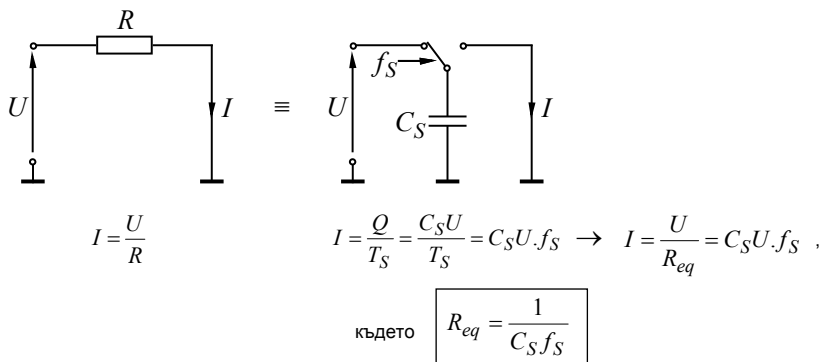 R
f_S
U I ≡ U C_S I
I = U/R I = Q/T_S = C_S U/T_S = C_S U.f_S → I = U/R_eq = C_S U.f_S ,
където R_eq = 1/(C_S f_S)